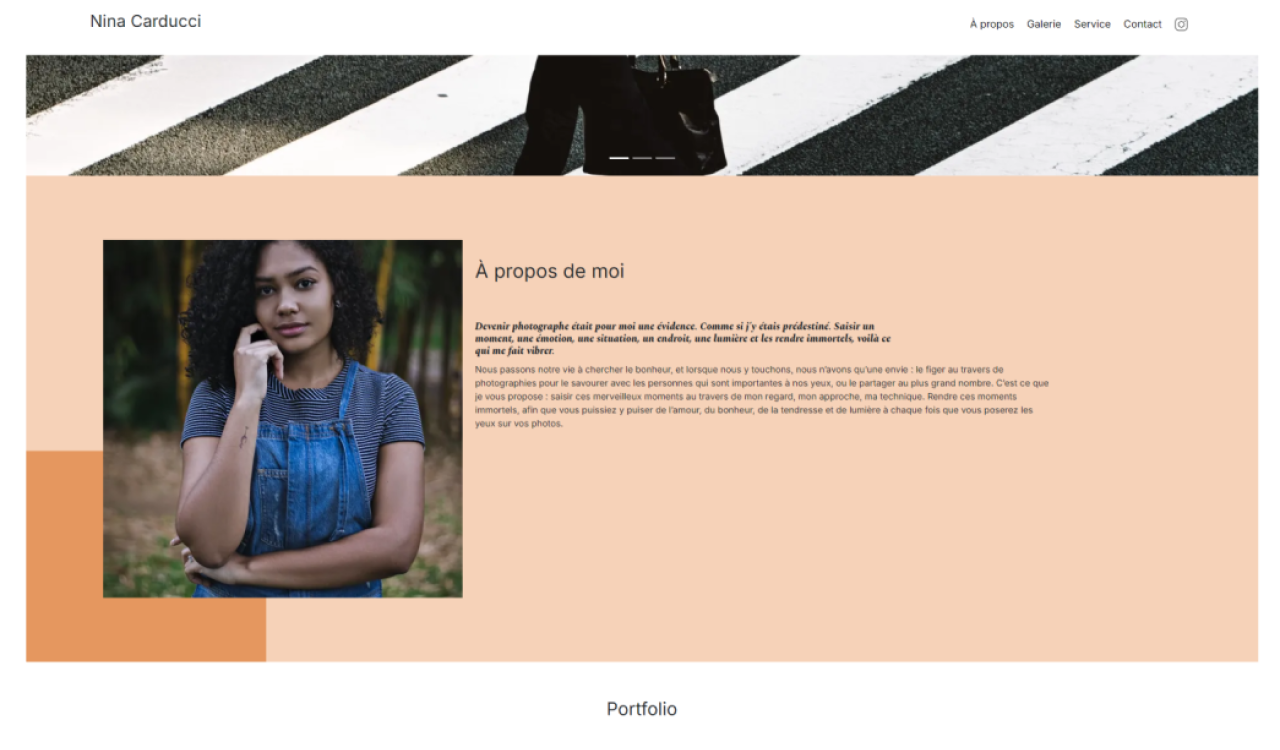 Nina Carducci
À propos Galerie Service Contact
À propos de moi
Devenir photographe était pour moi une évidence. Comme si j'y étais prédestiné. Saisir un
moment, une émotion, une situation, un endroit, une lumière et les rendre immortels, voilà ce
qui me fait vibrer.
Nous passons notre vie à chercher le bonheur, et lorsque nous y touchons, nous n'avons qu'une envie : le figer au travers de
photographies pour le savourer avec les personnes qui sont importantes à nos yeux, ou le partager au plus grand nombre. C'est ce que
je vous propose : saisir ces merveilleux moments au travers de mon regard, mon approche, ma technique. Rendre ces moments
immortels, afin que vous puissiez y puiser de l'amour, du bonheur, de la tendresse et de lumière à chaque fois que vous poserez les
yeux sur vos photos.
Portfolio